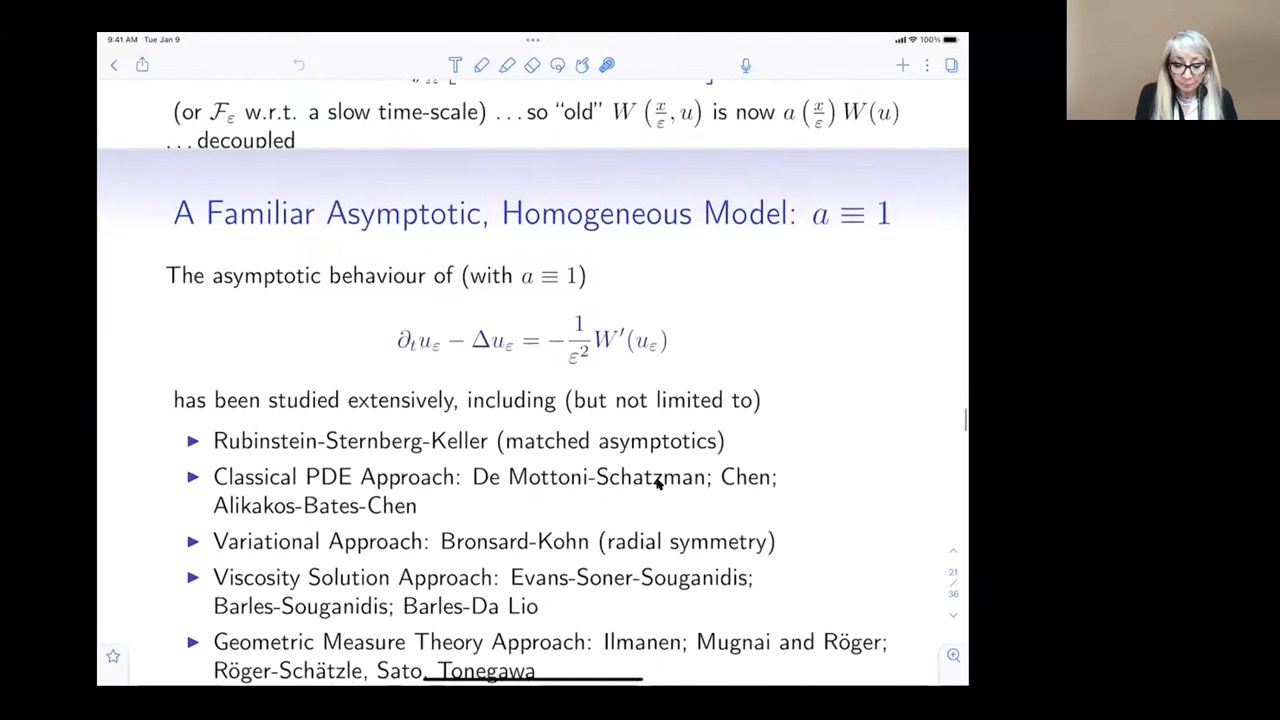 9:41 AM Tue Jan 9
100%
(or 𝓕_ε w.r.t. a slow time-scale) …so “old” W (x/ε, u) is now a (x/ε) W(u)
…decoupled
A Familiar Asymptotic, Homogeneous Model: a ≡ 1
The asymptotic behaviour of (with a ≡ 1)
∂_t u_ε − Δu_ε = −1/ε² W′(u_ε)
has been studied extensively, including (but not limited to)
▶ Rubinstein-Sternberg-Keller (matched asymptotics)
▶ Classical PDE Approach: De Mottoni-Schatzman; Chen;
Alikakos-Bates-Chen
▶ Variational Approach: Bronsard-Kohn (radial symmetry)
▶ Viscosity Solution Approach: Evans-Soner-Souganidis;
Barles-Souganidis; Barles-Da Lio
▶ Geometric Measure Theory Approach: Ilmanen; Mugnai and Röger;
Röger-Schätzle, Sato, Tonegawa
21
/
36